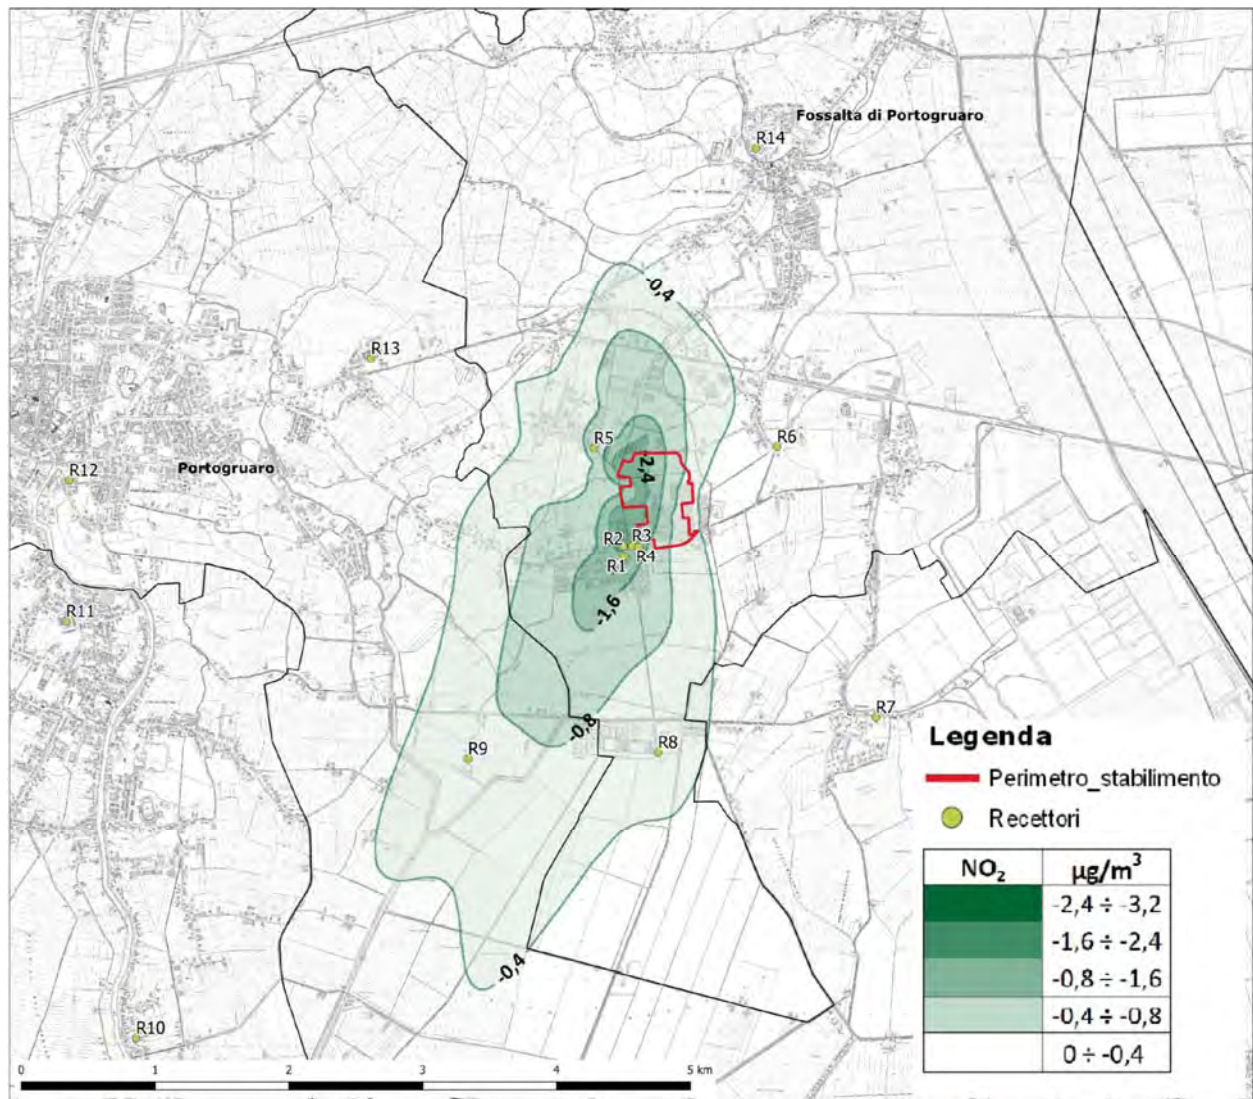 Fossalta di Portogruaro
R14
-0,4
R13
R5
R6
Portogruaro
R12
-2,4
R2
R3
R1
R4
R11
-1,6
R7
-0,8
R9
R8
Legenda
Perimetro_stabilimento
Recettori
NO₂ µg/m³
-2,4 ÷ -3,2
-1,6 ÷ -2,4
-0,8 ÷ -1,6
-0,4 ÷ -0,8
0 ÷ -0,4
-0,4
R10
0 1 2 3 4 5 km